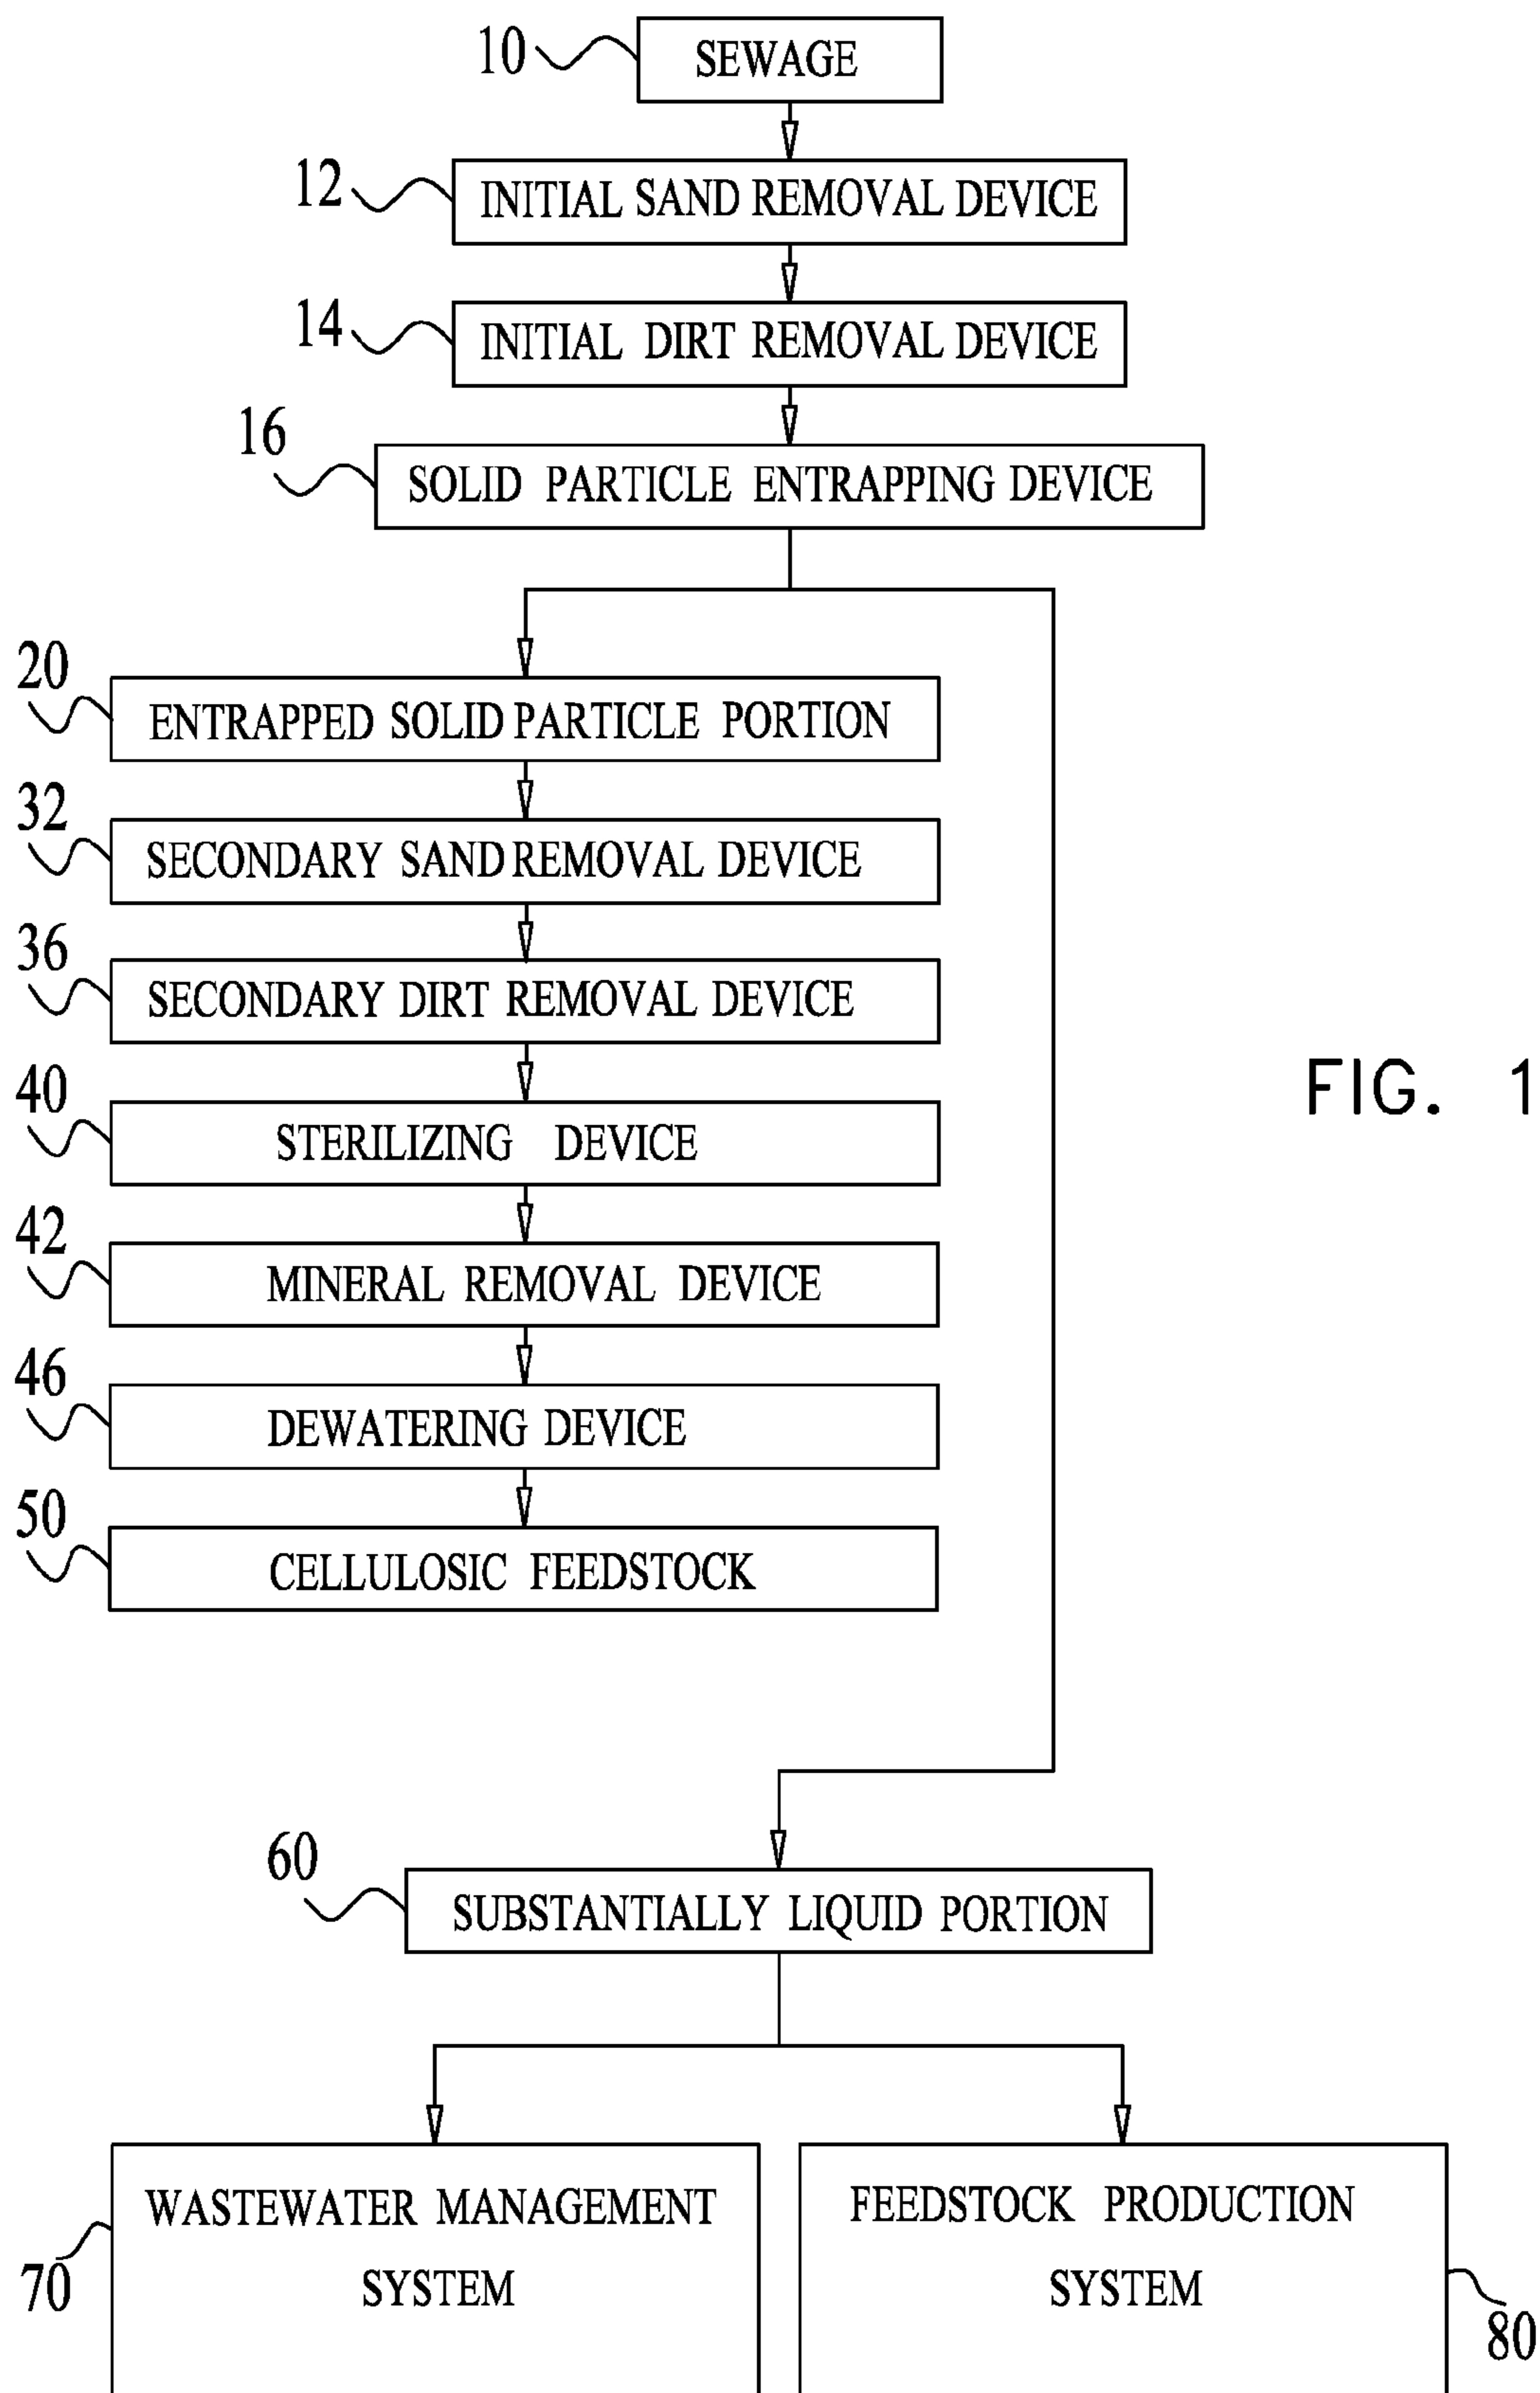 10
SEWAGE
12
INITIAL SAND REMOVAL DEVICE
14
INITIAL DIRT REMOVAL DEVICE
16
SOLID PARTICLE ENTRAPPING DEVICE
20
ENTRAPPED SOLID PARTICLE PORTION
32
SECONDARY SAND REMOVAL DEVICE
36
SECONDARY DIRT REMOVAL DEVICE
FIG. 1
40
STERILIZING DEVICE
42
MINERAL REMOVAL DEVICE
46
DEWATERING DEVICE
50
CELLULOSIC FEEDSTOCK
60
SUBSTANTIALLY LIQUID PORTION
WASTEWATER MANAGEMENT
SYSTEM
70
FEEDSTOCK PRODUCTION
SYSTEM
80